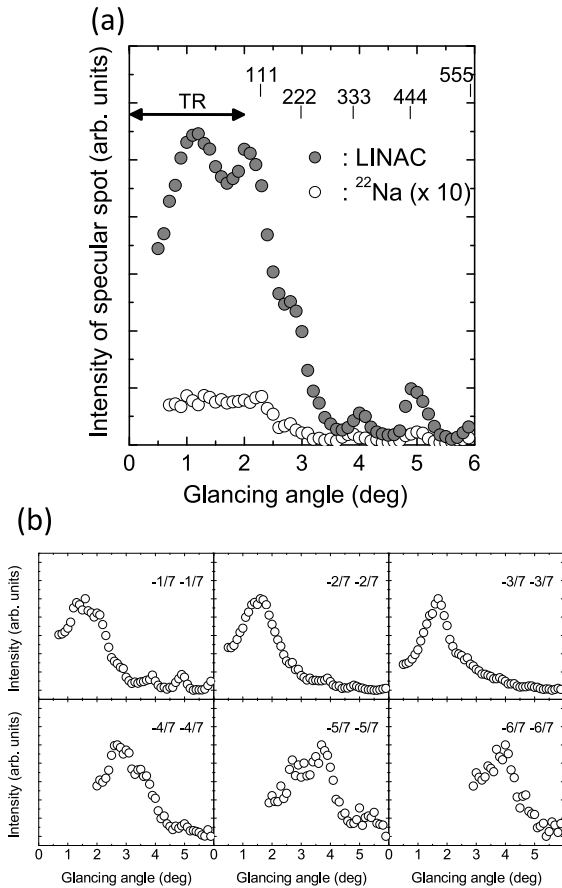 (a)
111
555
TR
222
333
444
: LINAC
: ²²Na (x 10)
Intensity of specular spot (arb. units)
0 1 2 3 4 5 6
Glancing angle (deg)
(b)
-1/7 -1/7
-2/7 -2/7
-3/7 -3/7
Intensity (arb. units)
-4/7 -4/7
-5/7 -5/7
-6/7 -6/7
Intensity (arb. units)
0 1 2 3 4 5 0 1 2 3 4 5 0 1 2 3 4 5
Glancing angle (deg) Glancing angle (deg) Glancing angle (deg)